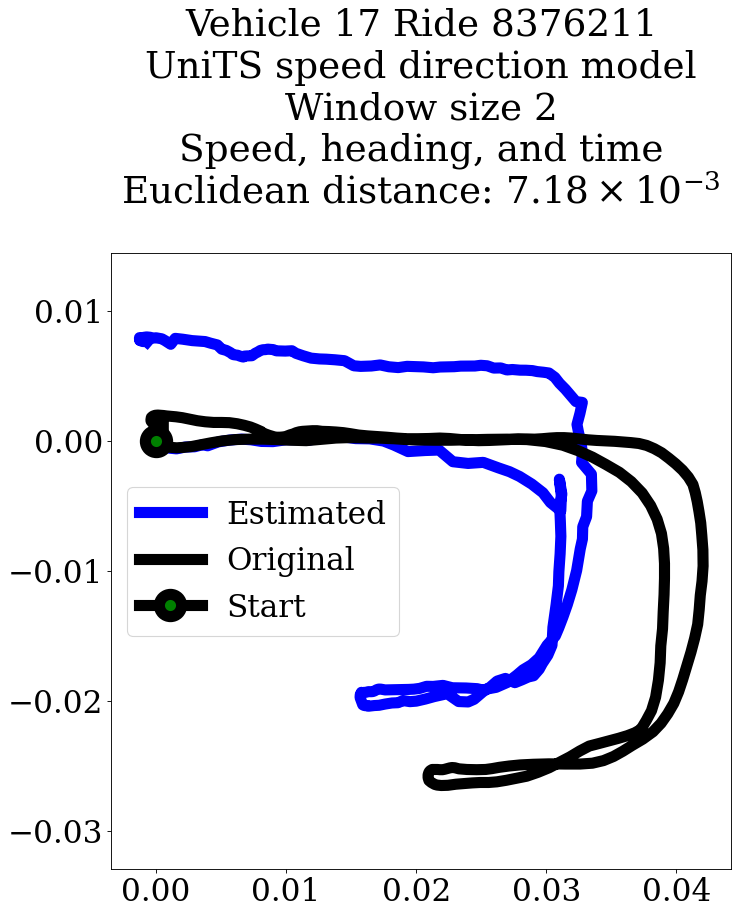 Vehicle 17 Ride 8376211
UniTS speed direction model
Window size 2
Speed, heading, and time
Euclidean distance: 7.18 × 10⁻³
0.01
0.00
−0.01
−0.02
−0.03
Estimated
Original
Start
0.00 0.01 0.02 0.03 0.04